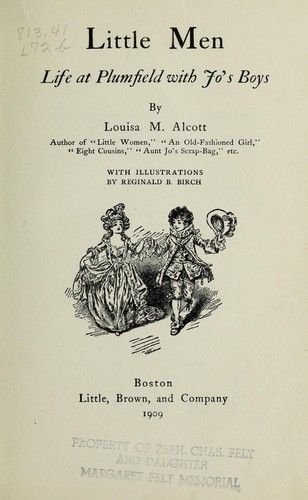 813.41
L72b
Little Men
Life at Plumfield with Jo's Boys
By
Louisa M. Alcott
Author of "Little Women," "An Old-Fashioned Girl,"
"Eight Cousins," "Aunt Jo's Scrap-Bag," etc.
WITH ILLUSTRATIONS
BY REGINALD B. BIRCH
Boston
Little, Brown, and Company
1909
PROPERTY OF ZEPH. CHAS. FELT
AND DAUGHTER
MARGARET FELT MEMORIAL